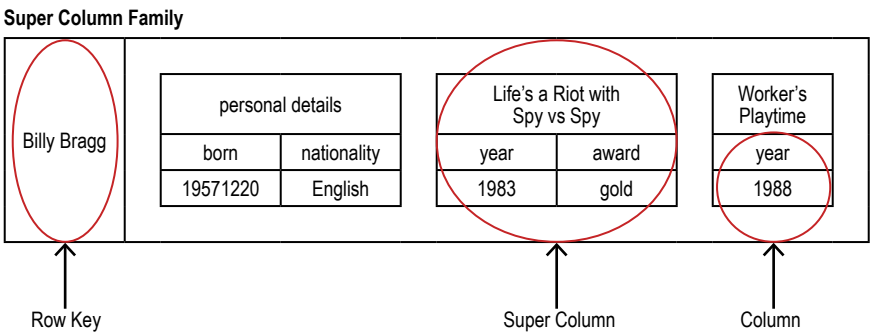 Super Column Family
Billy Bragg
personal details
born nationality
19571220 English
Life's a Riot with
Spy vs Spy
year award
1983 gold
Worker's
Playtime
year
1988
Row Key
Super Column
Column